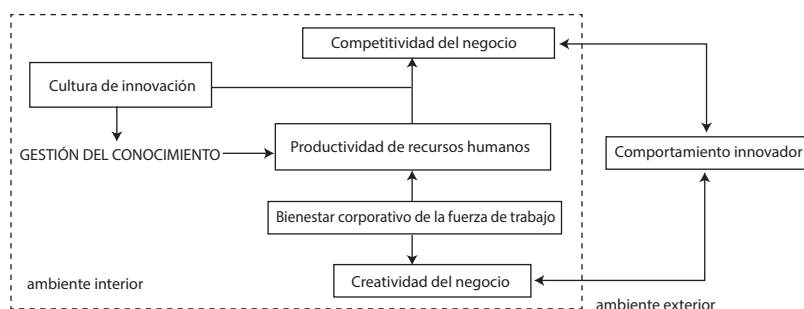 Competitividad del negocio
Cultura de innovación
GESTIÓN DEL CONOCIMIENTO
Productividad de recursos humanos
Comportamiento innovador
Bienestar corporativo de la fuerza de trabajo
Creatividad del negocio
ambiente interior
ambiente exterior